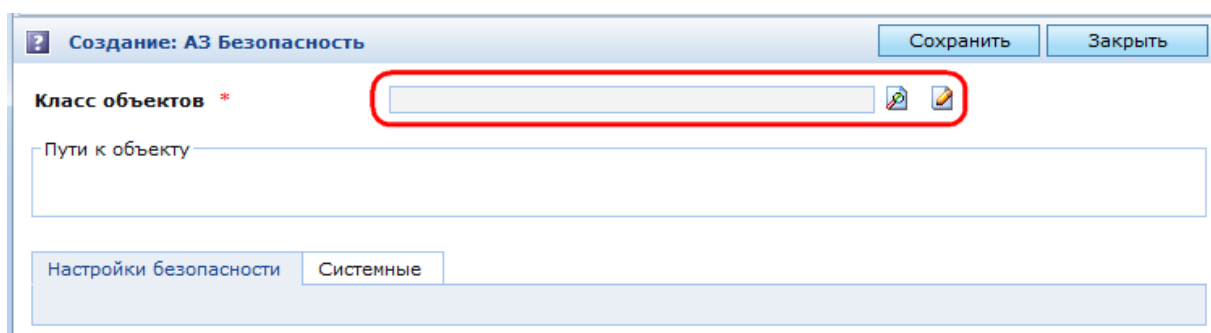 ? Создание: АЗ Безопасность Сохранить Закрыть
Класс объектов *
Пути к объекту
Настройки безопасности Системные